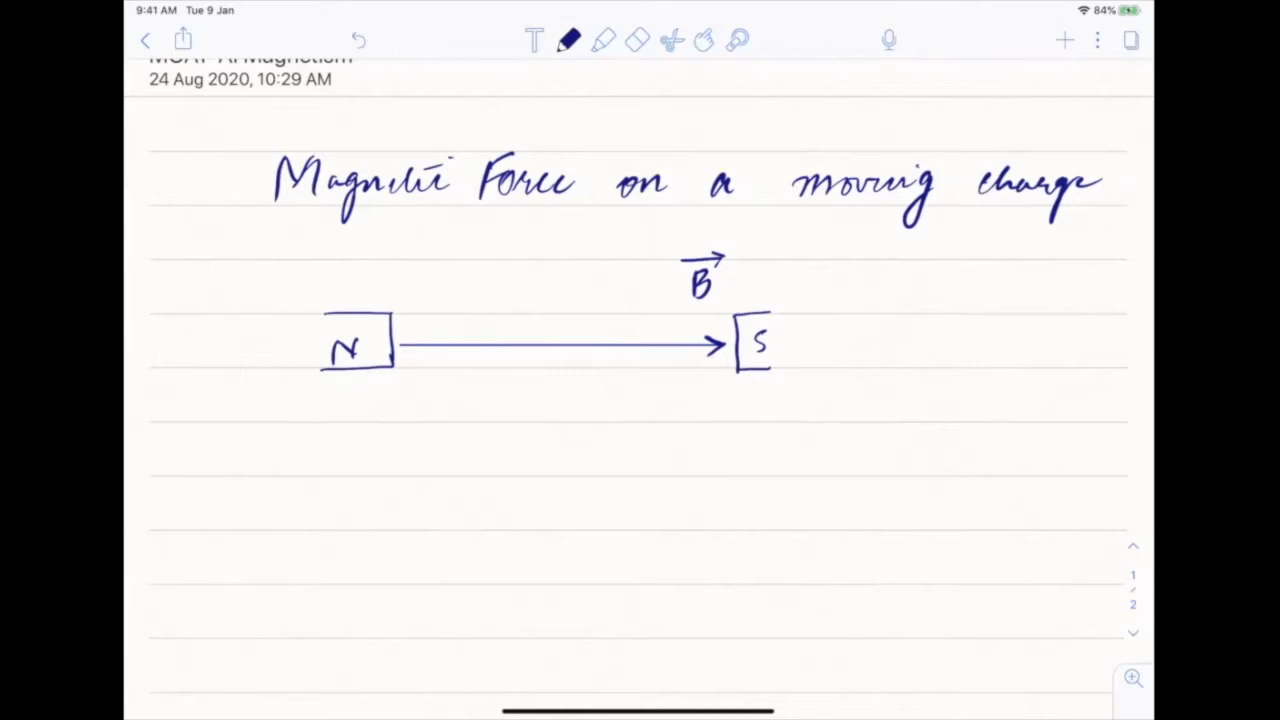 9:41 AM Tue 9 Jan
84%
T
24 Aug 2020, 10:29 AM
Magnetic Force on a moving charge
B
N S
1
2